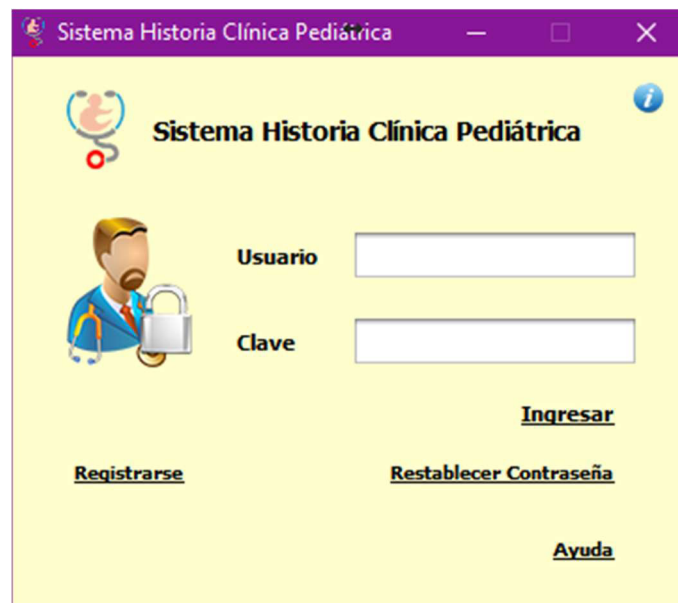 Sistema Historia Clínica Pediátrica
Sistema Historia Clínica Pediátrica
Usuario
Clave
Ingresar
Registrarse
Restablecer Contraseña
Ayuda